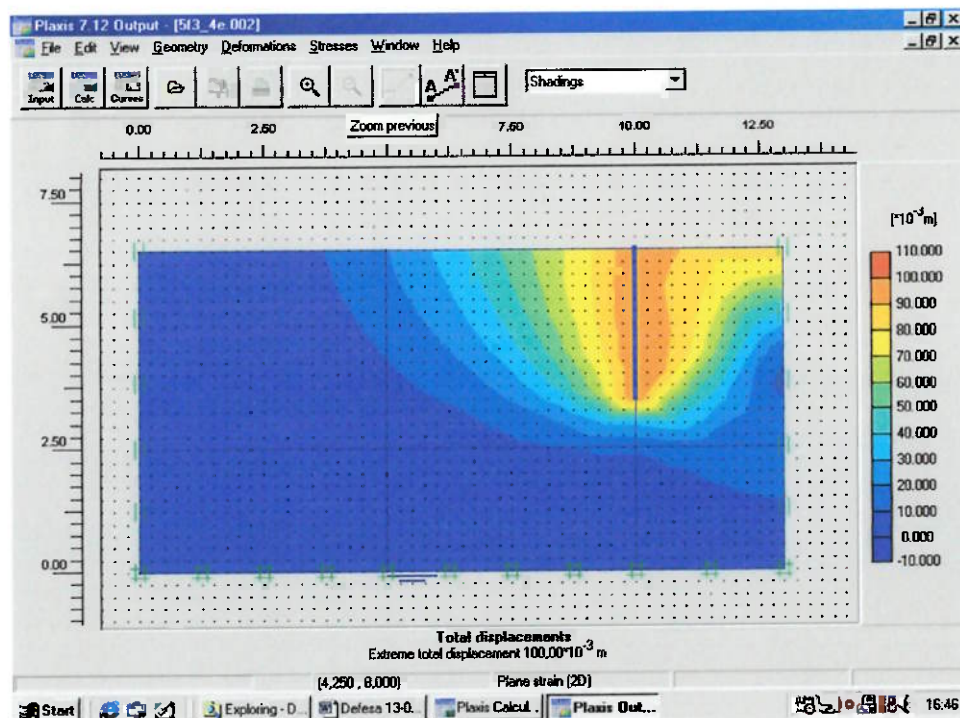 Plaxis 7.12 Output - [5f3_4e.002]
File Edit View Geometry Deformations Stresses Window Help
Input Calc Curves Shadings
0.00 2.50 Zoom previous 7.50 10.00 12.50
7.50
5.00
2.50
0.00
[*10⁻³m]
110.000
100.000
90.000
80.000
70.000
60.000
50.000
40.000
30.000
20.000
10.000
0.000
-10.000
Total displacements
Extreme total displacement 100,00*10⁻³ m
(4,250 , 8,000) Plane strain (2D)
Start Exploring - D... Defesa 13-0... Plaxis Calcul... Plaxis Out... 16:46